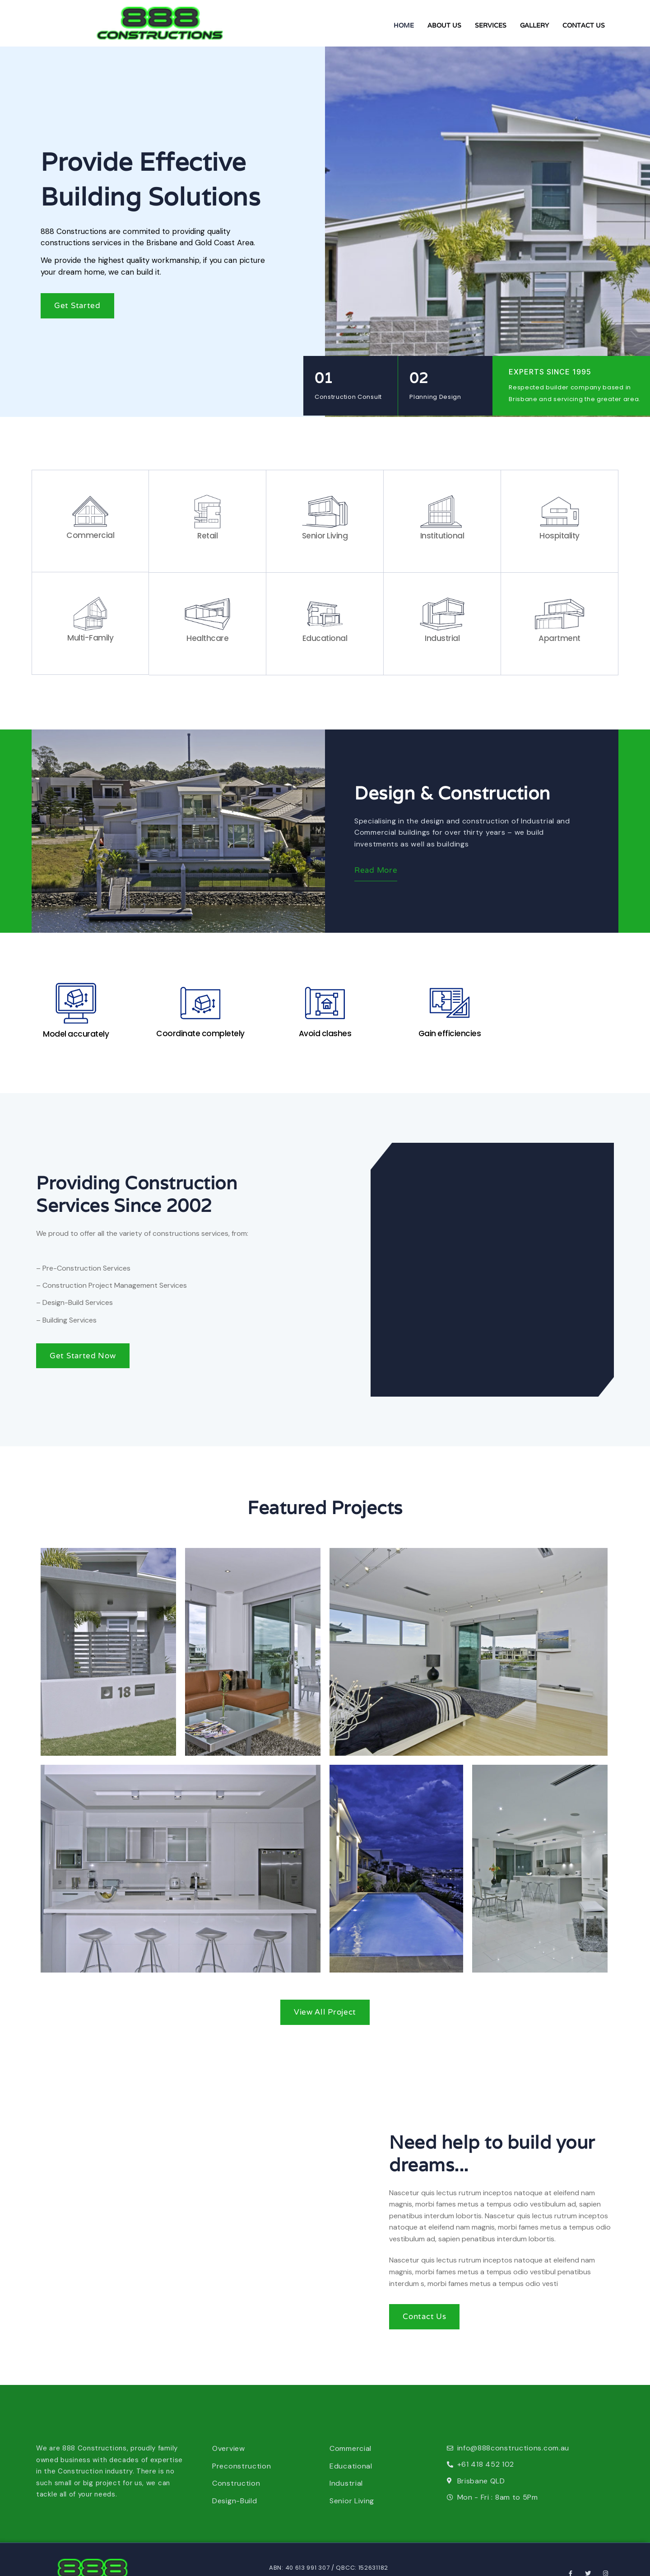 888
CONSTRUCTIONS
HOME
ABOUT US
SERVICES
GALLERY
CONTACT US
Provide Effective
Building Solutions
888 Constructions are commited to providing quality
constructions services in the Brisbane and Gold Coast Area.
We provide the highest quality workmanship, if you can picture
your dream home, we can build it.
Get Started
01
Construction Consult
02
Planning Design
EXPERTS SINCE 1995
Respected builder company based in
Brisbane and servicing the greater area.
Commercial
Retail
Senior Living
Institutional
Hospitality
Multi-Family
Healthcare
Educational
Industrial
Apartment
Design & Construction
Specialising in the design and construction of Industrial and
Commercial buildings for over thirty years – we build
investments as well as buildings
Read More
Model accurately
Coordinate completely
Avoid clashes
Gain efficiencies
Providing Construction
Services Since 2002
We proud to offer all the variety of constructions services, from:
– Pre-Construction Services
– Construction Project Management Services
– Design-Build Services
– Building Services
Get Started Now
Featured Projects
18
View All Project
Need help to build your
dreams...
Nascetur quis lectus rutrum inceptos natoque at eleifend nam
magnis, morbi fames metus a tempus odio vestibulum ad, sapien
penatibus interdum lobortis. Nascetur quis lectus rutrum inceptos
natoque at eleifend nam magnis, morbi fames metus a tempus odio
vestibulum ad, sapien penatibus interdum lobortis.
Nascetur quis lectus rutrum inceptos natoque at eleifend nam
magnis, morbi fames metus a tempus odio vestibul penatibus
interdum s, morbi fames metus a tempus odio vesti
Contact Us
We are 888 Constructions, proudly family
owned business with decades of expertise
in the Construction industry. There is no
such small or big project for us, we can
tackle all of your needs.
Overview
Preconstruction
Construction
Design-Build
Commercial
Educational
Industrial
Senior Living
info@888constructions.com.au
+61 418 452 102
Brisbane QLD
Mon - Fri : 8am to 5Pm
888
ABN: 40 613 991 307 / QBCC: 152631182